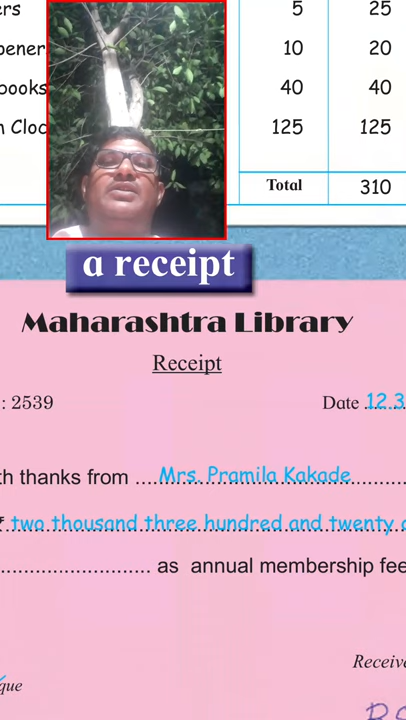 ers 5 25
pener 10 20
books 40 40
n Cloc 125 125
Total 310
a receipt
Maharashtra Library
Receipt
: 2539 Date 12.3
th thanks from Mrs. Pramila Kakade
₹ two thousand three hundred and twenty
as annual membership fee
Receive
que